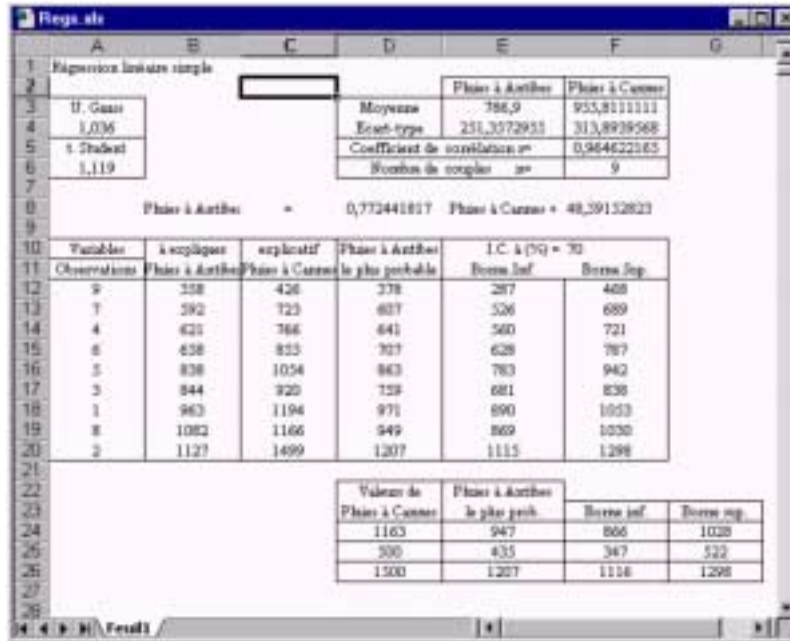 Regs.xls
A B C D E F G
1 Régression linéaire simple
2 Pluies à Antibes Pluies à Cannes
3 U. Gauss Moyenne 786,9 933,8111111
4 1,036 Ecart-type 251,3572933 313,8939568
5 t. Student Coefficient de corrélation r= 0,964622165
6 1,119 Nombre de couples n= 9
7
8 Pluies à Antibes = 0,772441817 Pluies à Cannes + 48,39132823
9
10 Variables à expliquer explicatif Pluies à Antibes I.C. à (%) = 70
11 Observations Pluies à Antibes Pluies à Cannes le plus probable Borne Inf. Borne Sup.
12 9 358 426 378 287 468
13 7 592 723 607 526 689
14 4 621 766 641 560 721
15 6 658 853 707 628 787
16 5 838 1054 863 783 942
17 3 844 920 759 681 838
18 1 963 1194 971 890 1053
19 8 1082 1166 949 869 1030
20 2 1127 1499 1207 1115 1298
21
22 Valeurs de Pluies à Antibes
23 Pluies à Cannes le plus prob. Borne inf. Borne sup.
24 1163 947 866 1028
25 500 435 347 522
26 1500 1207 1116 1298
27
28
Feuil1